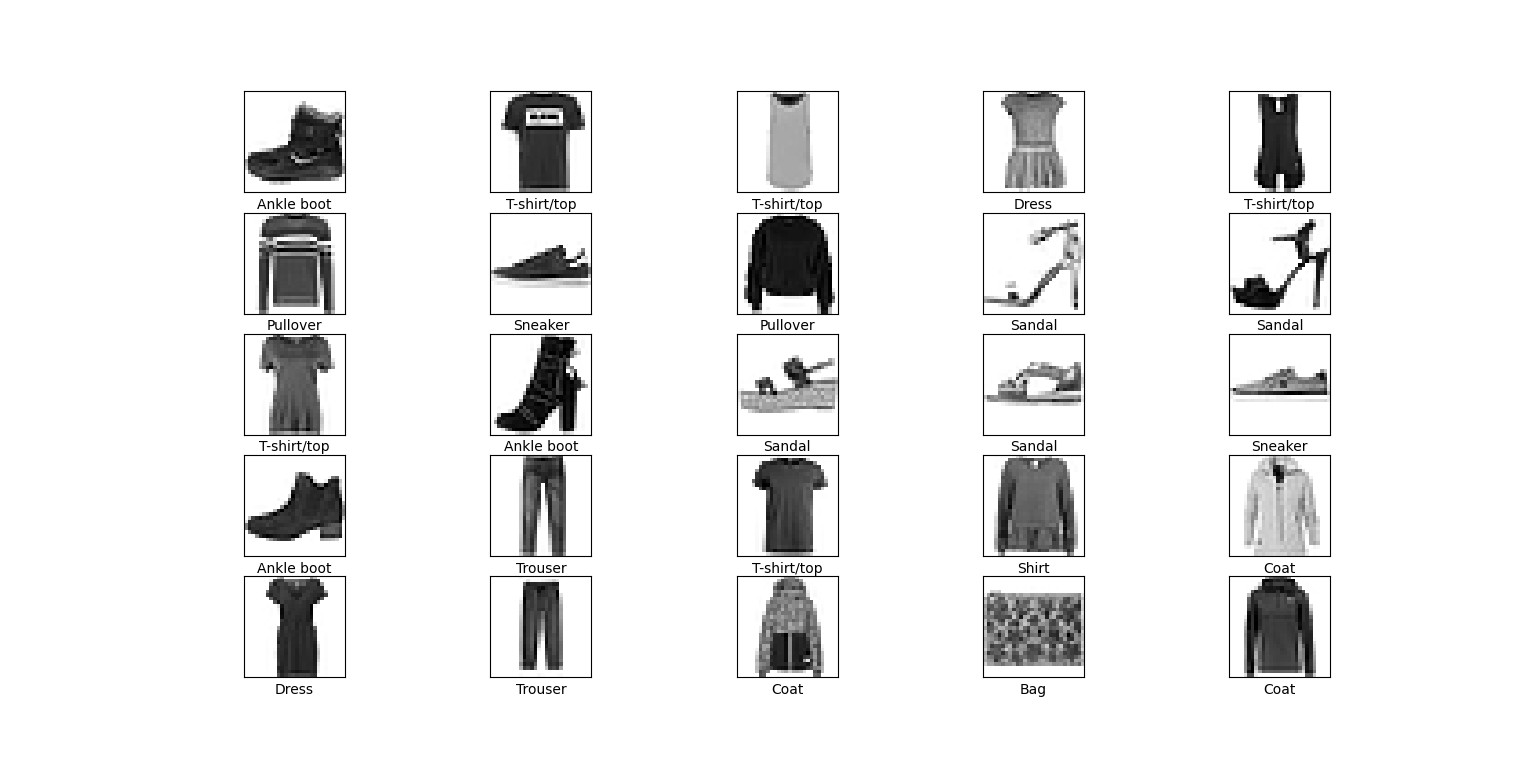 Ankle boot
T-shirt/top
T-shirt/top
Dress
T-shirt/top
Pullover
Sneaker
Pullover
Sandal
Sandal
T-shirt/top
Ankle boot
Sandal
Sandal
Sneaker
Ankle boot
Trouser
T-shirt/top
Shirt
Coat
Dress
Trouser
Coat
Bag
Coat